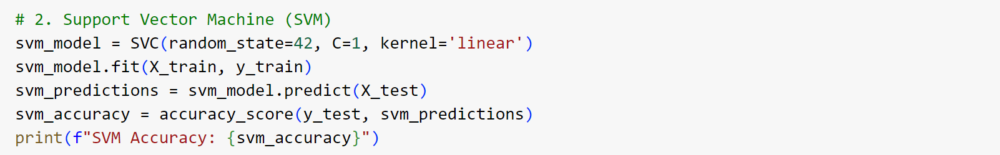 # 2. Support Vector Machine (SVM)
svm_model = SVC(random_state=42, C=1, kernel='linear')
svm_model.fit(X_train, y_train)
svm_predictions = svm_model.predict(X_test)
svm_accuracy = accuracy_score(y_test, svm_predictions)
print(f"SVM Accuracy: {svm_accuracy}")